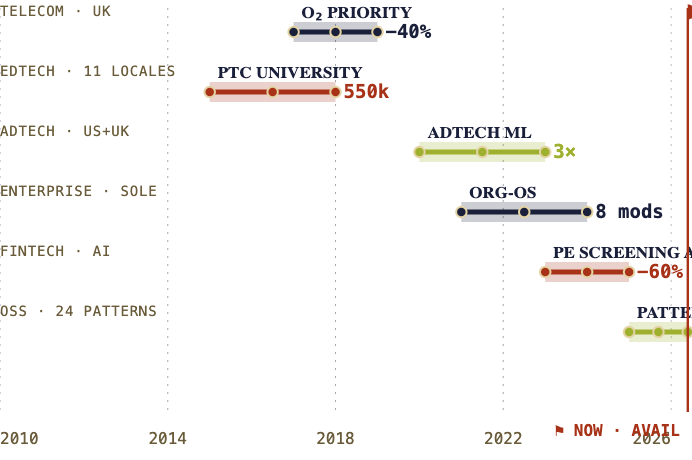 TELECOM · UK
O₂ PRIORITY
−40%
EDTECH · 11 LOCALES
PTC UNIVERSITY
550k
ADTECH · US+UK
ADTECH ML
3×
ENTERPRISE · SOLE
ORG-OS
8 mods
FINTECH · AI
PE SCREENING A
−60%
OSS · 24 PATTERNS
PATTE
⚑ NOW · AVAIL
2010 2014 2018 2022 2026